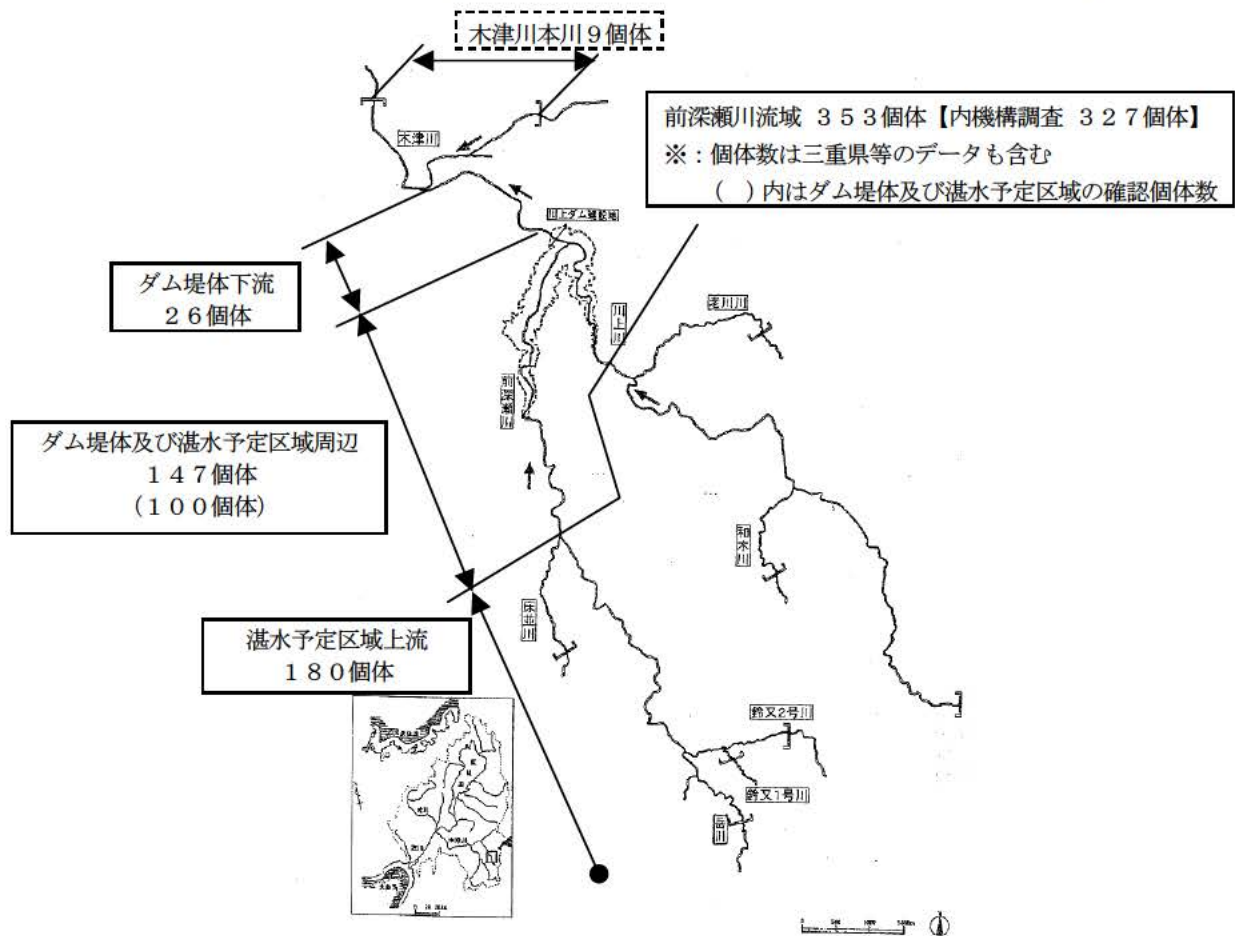 木津川本川９個体
前深瀬川流域 ３５３個体【内機構調査 ３２７個体】
※：個体数は三重県等のデータも含む
（ ）内はダム堤体及び湛水予定区域の確認個体数
木津川
ダム堤体下流
２６個体
川上川
老川川
前深瀬川
ダム堤体及び湛水予定区域周辺
１４７個体
(１００個体)
和木川
床並川
湛水予定区域上流
１８０個体
鈴又2号川
鈴又1号川
岳川
0 500 1000